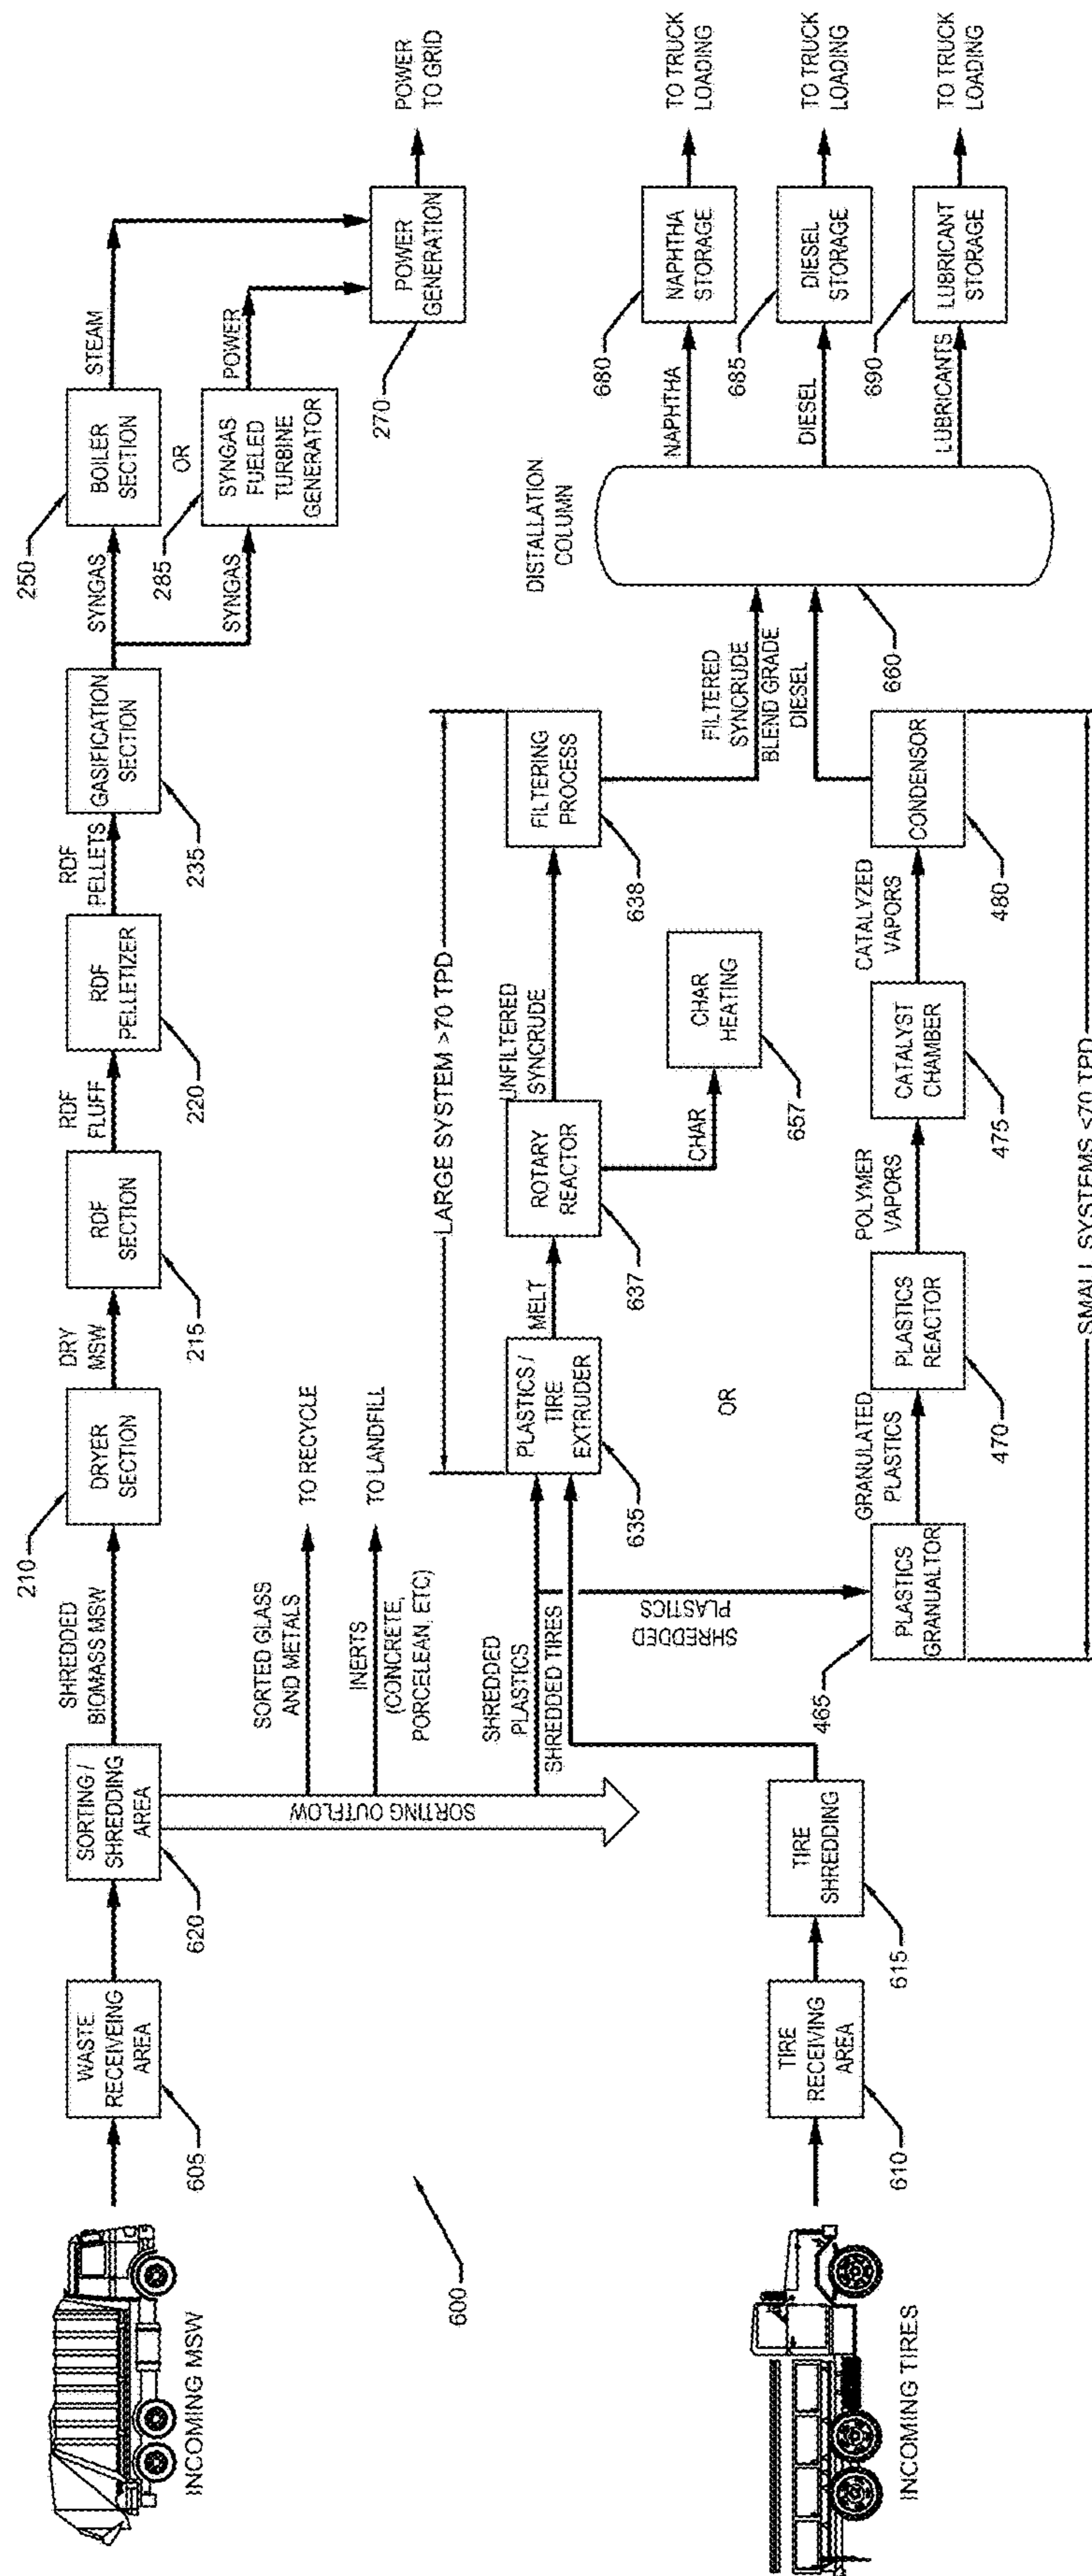 INCOMING MSW
605
WASTE
RECEIVEING
AREA
620
SORTING /
SHREDDING
AREA
SHREDDED
BIOMASS MSW
210
DRYER
SECTION
DRY
MSW
215
RDF
SECTION
RDF
FLUFF
220
RDF
PELLETIZER
RDF
PELLETS
235
GASIFICATION
SECTION
SYNGAS
SYNGAS
250
BOILER
SECTION
STEAM
OR
285
SYNGAS
FUELED
TURBINE
GENERATOR
POWER
270
POWER
GENERATION
POWER
TO GRID
600
SORTING OUTFLOW
SORTED GLASS
AND METALS
TO RECYCLE
INERTS
(CONCRETE,
PORCELEAN, ETC)
TO LANDFILL
SHREDDED
PLASTICS
SHREDDED TIRES
SHREDDED
PLASTICS
LARGE SYSTEM >70 TPD
PLASTICS /
TIRE
EXTRUDER
635
MELT
ROTARY
REACTOR
637
UNFILTERED
SYNCRUDE
CHAR
CHAR
HEATING
657
FILTERING
PROCESS
638
FILTERED
SYNCRUDE
BLEND GRADE
DIESEL
OR
DISTALLATION
COLUMN
660
NAPHTHA
680
NAPHTHA
STORAGE
TO TRUCK
LOADING
DIESEL
685
DIESEL
STORAGE
TO TRUCK
LOADING
LUBRICANTS
690
LUBRICANT
STORAGE
TO TRUCK
LOADING
INCOMING TIRES
610
TIRE
RECEIVING
AREA
615
TIRE
SHREDDING
465
PLASTICS
GRANUALTOR
GRANULATED
PLASTICS
470
PLASTICS
REACTOR
POLYMER
VAPORS
475
CATALYST
CHAMBER
CATALYZED
VAPORS
480
CONDENSOR
SMALL SYSTEMS <70 TPD